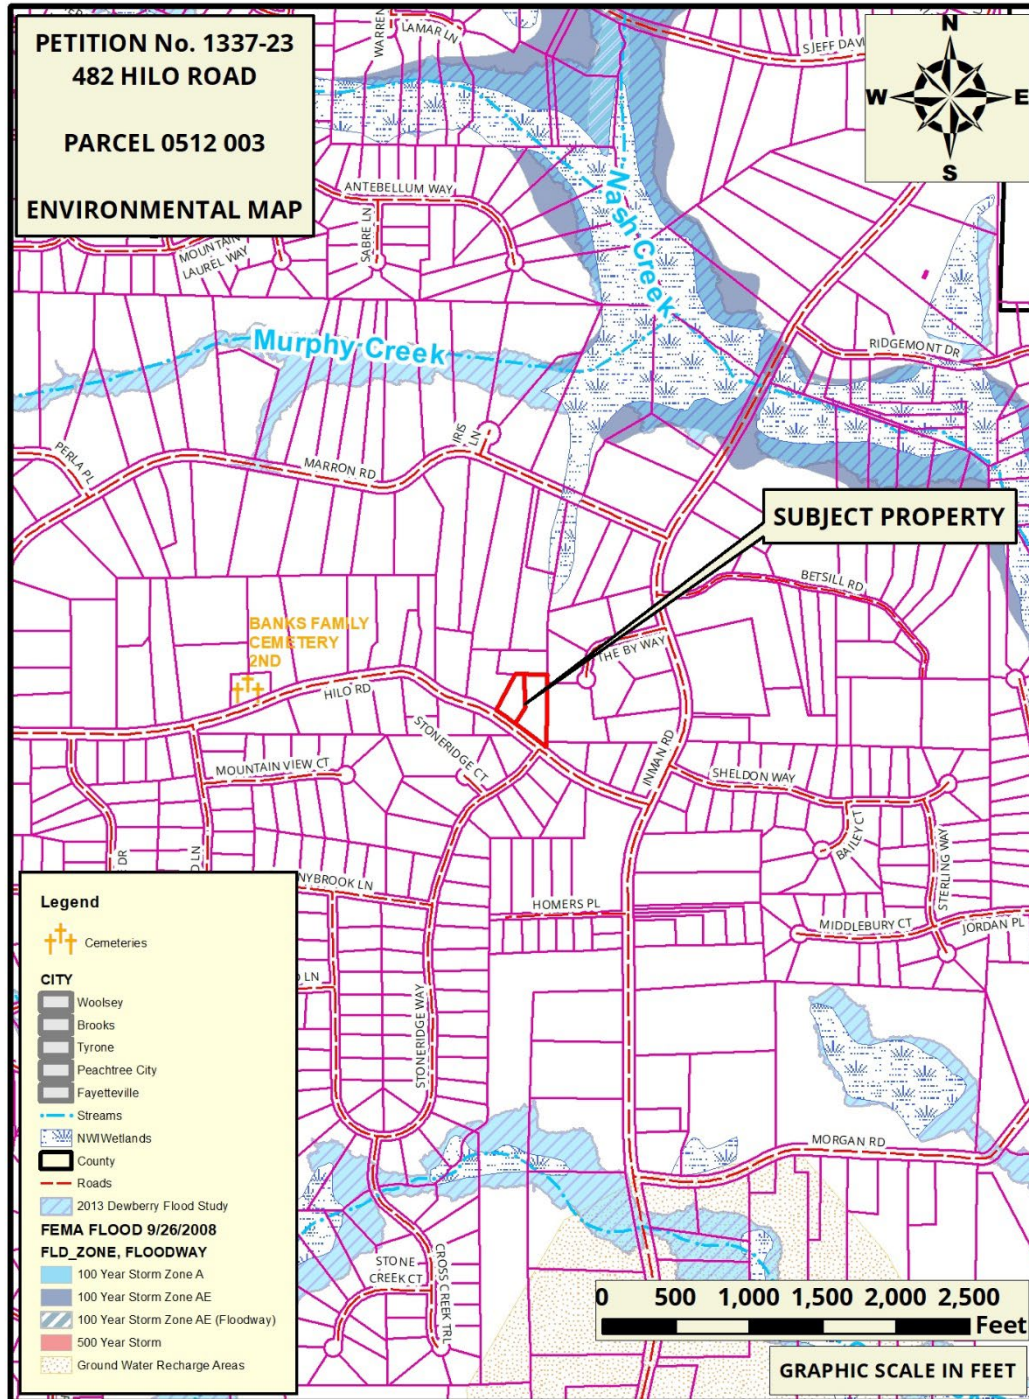 PETITION No. 1337-23
482 HILO ROAD
PARCEL 0512 003
ENVIRONMENTAL MAP
N
W
E
S
WARREN
LAMAR LN
S JEFF DAVI
ANTEBELLUM WAY
SABRE LN
MOUNTAIN
LAUREL WAY
Nash Creek
Murphy Creek
RIDGEMONT DR
IRIS
LN
PERLA PL
MARRON RD
SUBJECT PROPERTY
BETSILL RD
BANKS FAMILY
CEMETERY
2ND
THE BY WAY
HILO RD
STONERIDGE CT
INMAN RD
MOUNTAIN VIEW CT
SHELDON WAY
BAILEY CT
STERLING WAY
DR
LN
NYBROOK LN
HOMERS PL
MIDDLEBURY CT
JORDAN PL
LN
STONERIDGE WAY
MORGAN RD
STONE
CREEK CT
CROSS CREEK TRL
Legend
Cemeteries
CITY
Woolsey
Brooks
Tyrone
Peachtree City
Fayetteville
Streams
NWIWetlands
County
Roads
2013 Dewberry Flood Study
FEMA FLOOD 9/26/2008
FLD_ZONE, FLOODWAY
100 Year Storm Zone A
100 Year Storm Zone AE
100 Year Storm Zone AE (Floodway)
500 Year Storm
Ground Water Recharge Areas
0 500 1,000 1,500 2,000 2,500
Feet
GRAPHIC SCALE IN FEET